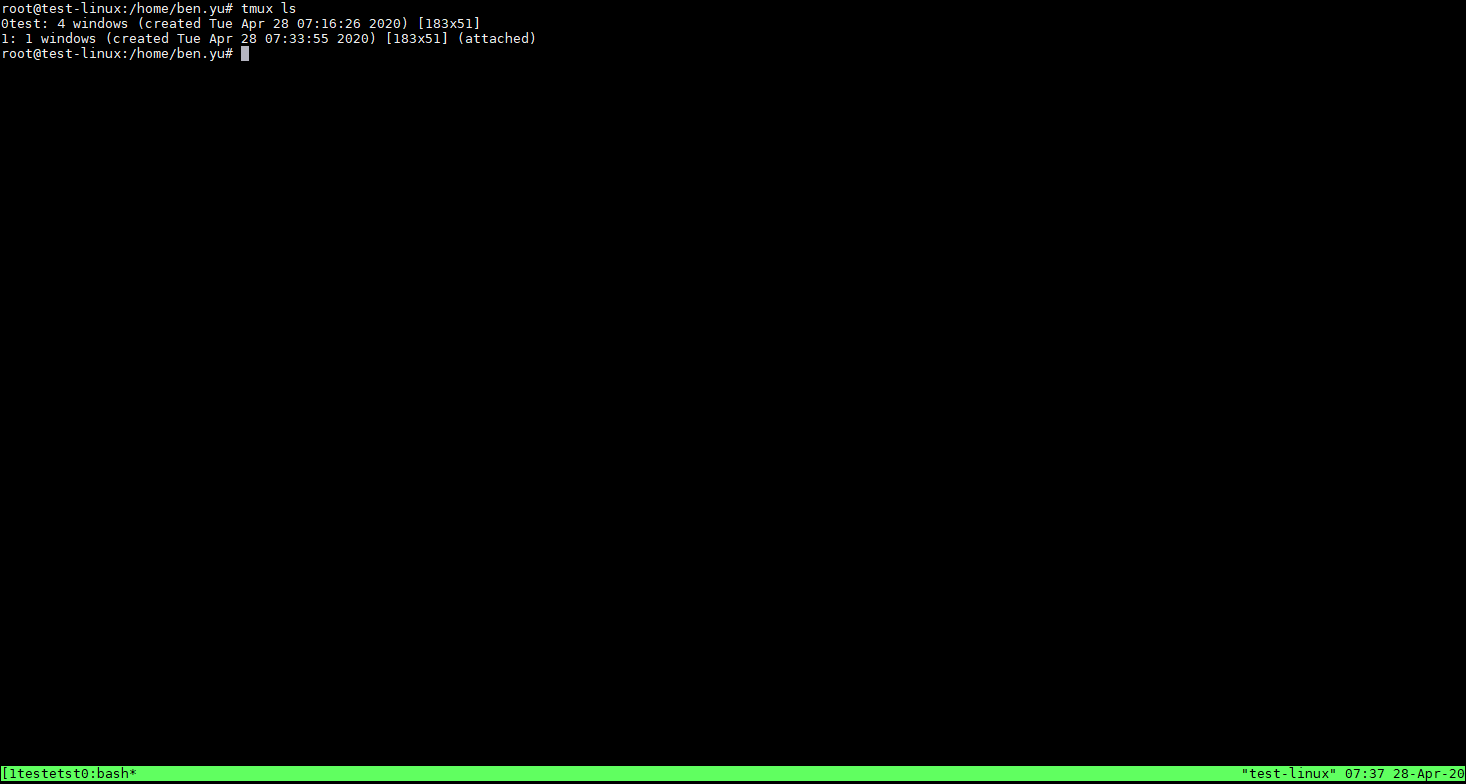 root@test-linux:/home/ben.yu# tmux ls
0test: 4 windows (created Tue Apr 28 07:16:26 2020) [183x51]
1: 1 windows (created Tue Apr 28 07:33:55 2020) [183x51] (attached)
root@test-linux:/home/ben.yu#
[1testetst0:bash* "test-linux" 07:37 28-Apr-20